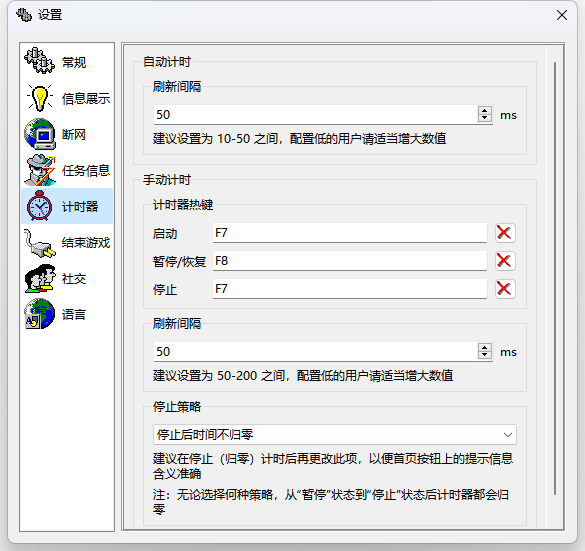 设置
常规
信息展示
断网
任务信息
计时器
结束游戏
社交
语言
自动计时
刷新间隔
50 ms
建议设置为 10-50 之间，配置低的用户请适当增大数值
手动计时
计时器热键
启动 F7
暂停/恢复 F8
停止 F7
刷新间隔
50 ms
建议设置为 50-200 之间，配置低的用户请适当增大数值
停止策略
停止后时间不归零
建议在停止（归零）计时后再更改此项，以便首页按钮上的提示信息
含义准确
注：无论选择何种策略，从“暂停”状态到“停止”状态后计时器都会归
零